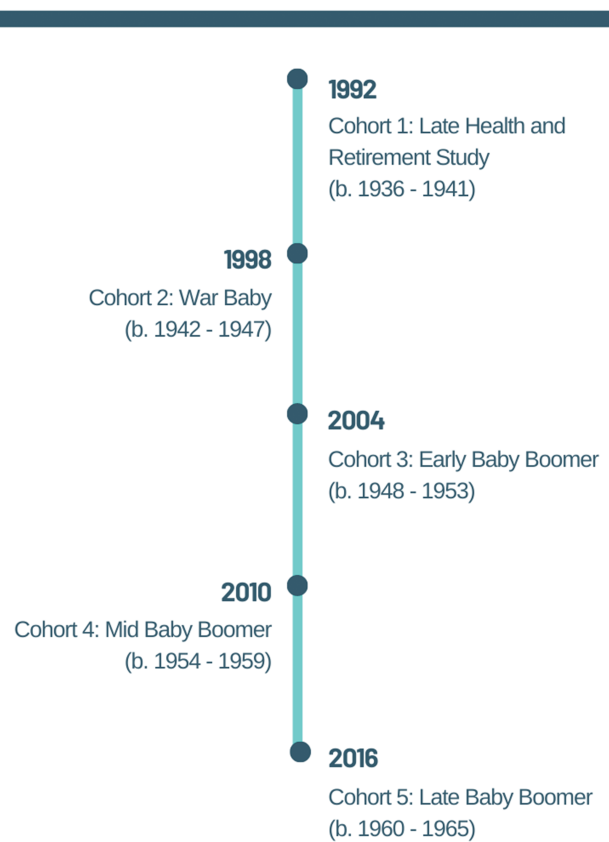 1992
Cohort 1: Late Health and
Retirement Study
(b. 1936 - 1941)
1998
Cohort 2: War Baby
(b. 1942 - 1947)
2004
Cohort 3: Early Baby Boomer
(b. 1948 - 1953)
2010
Cohort 4: Mid Baby Boomer
(b. 1954 - 1959)
2016
Cohort 5: Late Baby Boomer
(b. 1960 - 1965)